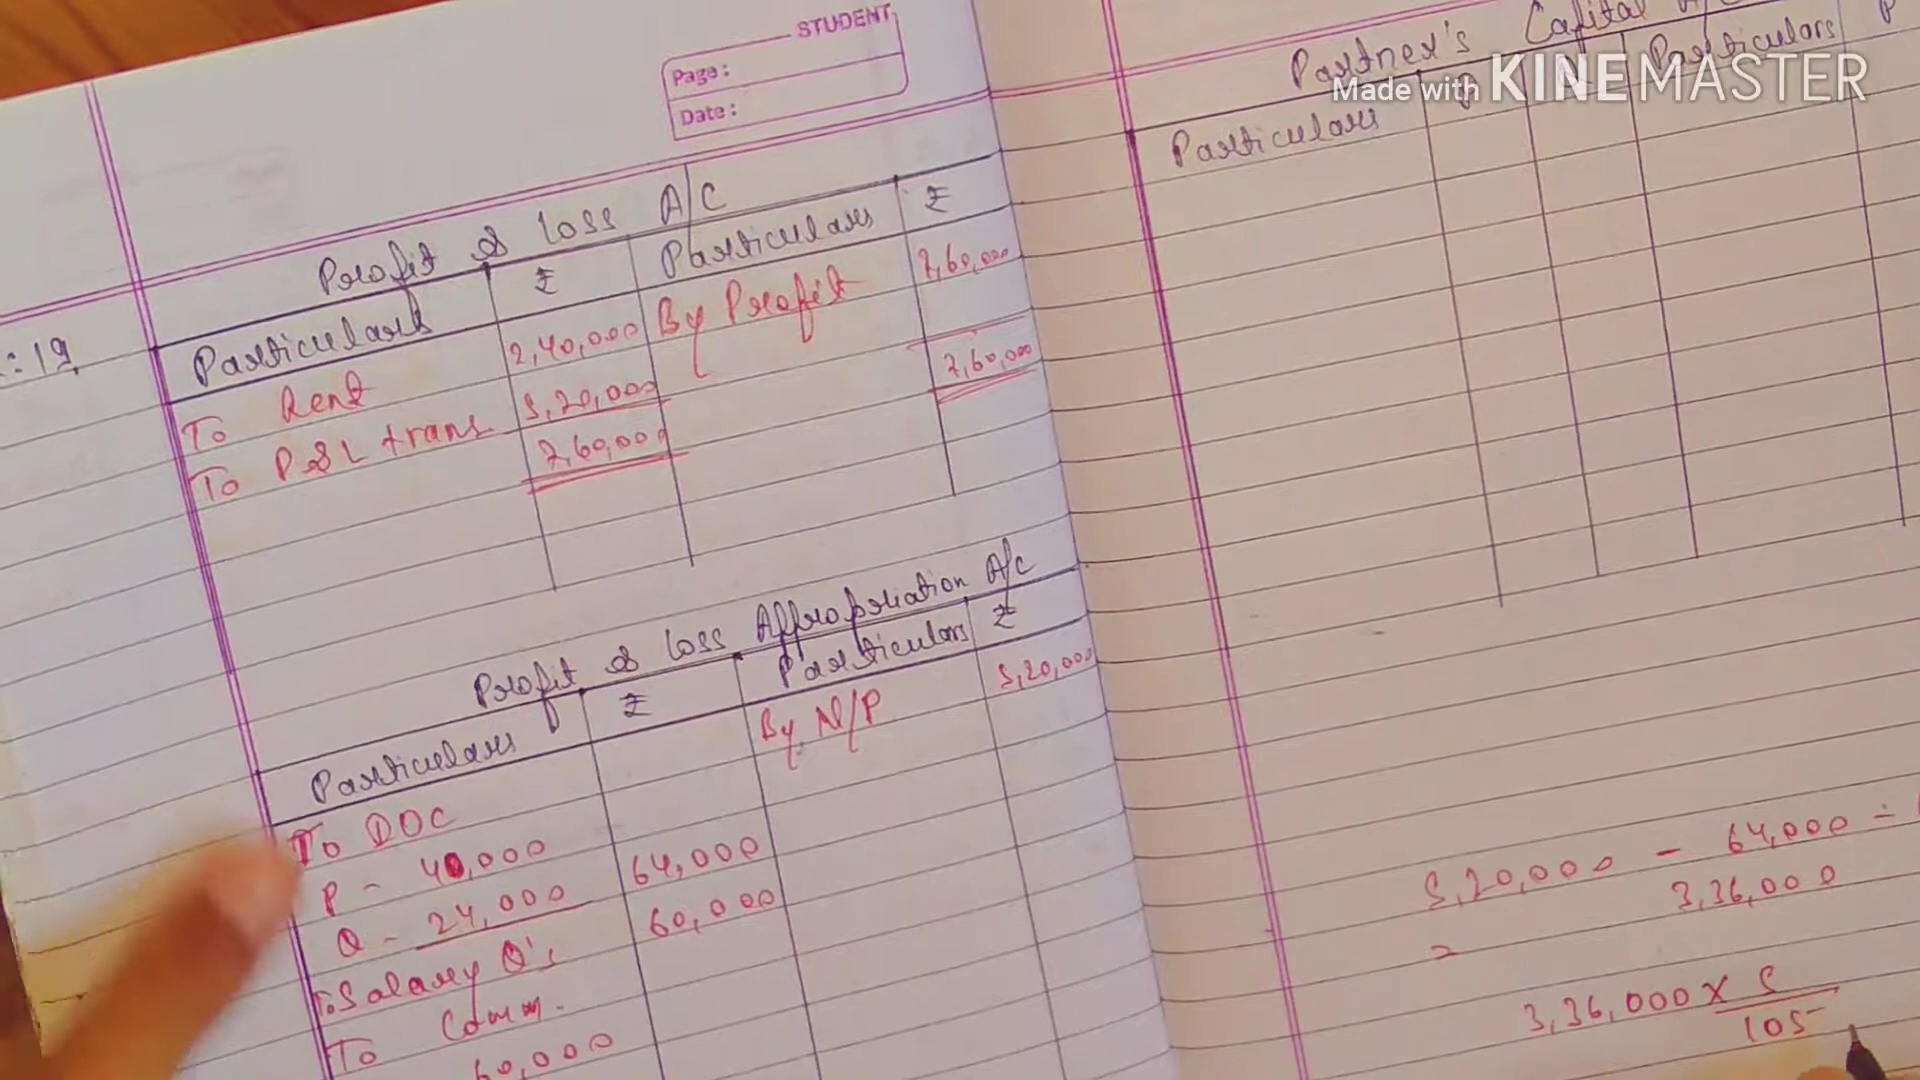 STUDENT
Page:
Date:
: 19
Profit & Loss A/C
Particulars ₹ Particulars ₹
To Rent 2,40,000 By Profit 7,60,000
To P&L trans. 5,20,000
7,60,000 7,60,000
Profit & Loss Appropriation A/c
Particulars ₹ Particulars ₹
By N/P 5,20,000
To DOC
P - 40,000
Q - 24,000 64,000
To Salary Q's 60,000
To Comm.
60,000
Partner's Capital
Made with KINEMASTER
Particulars P Particulars P
5,20,000 - 64,000 -
= 3,36,000
3,36,000 x 5
105